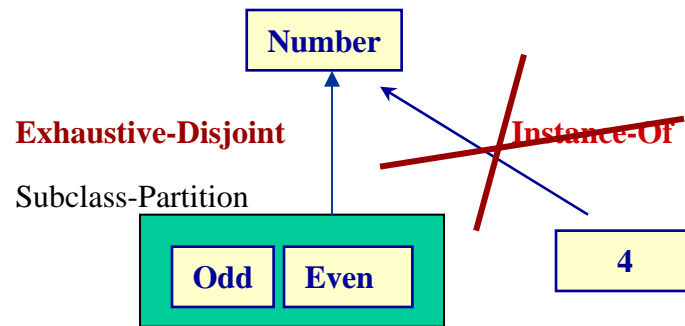 Number
Exhaustive-Disjoint
Instance-Of
Subclass-Partition
Odd
Even
4